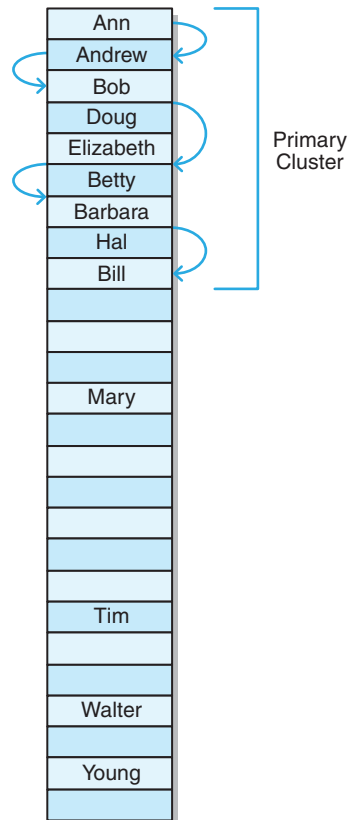 Ann
Andrew
Bob
Doug
Elizabeth
Betty
Barbara
Hal
Bill
Primary
Cluster
Mary
Tim
Walter
Young